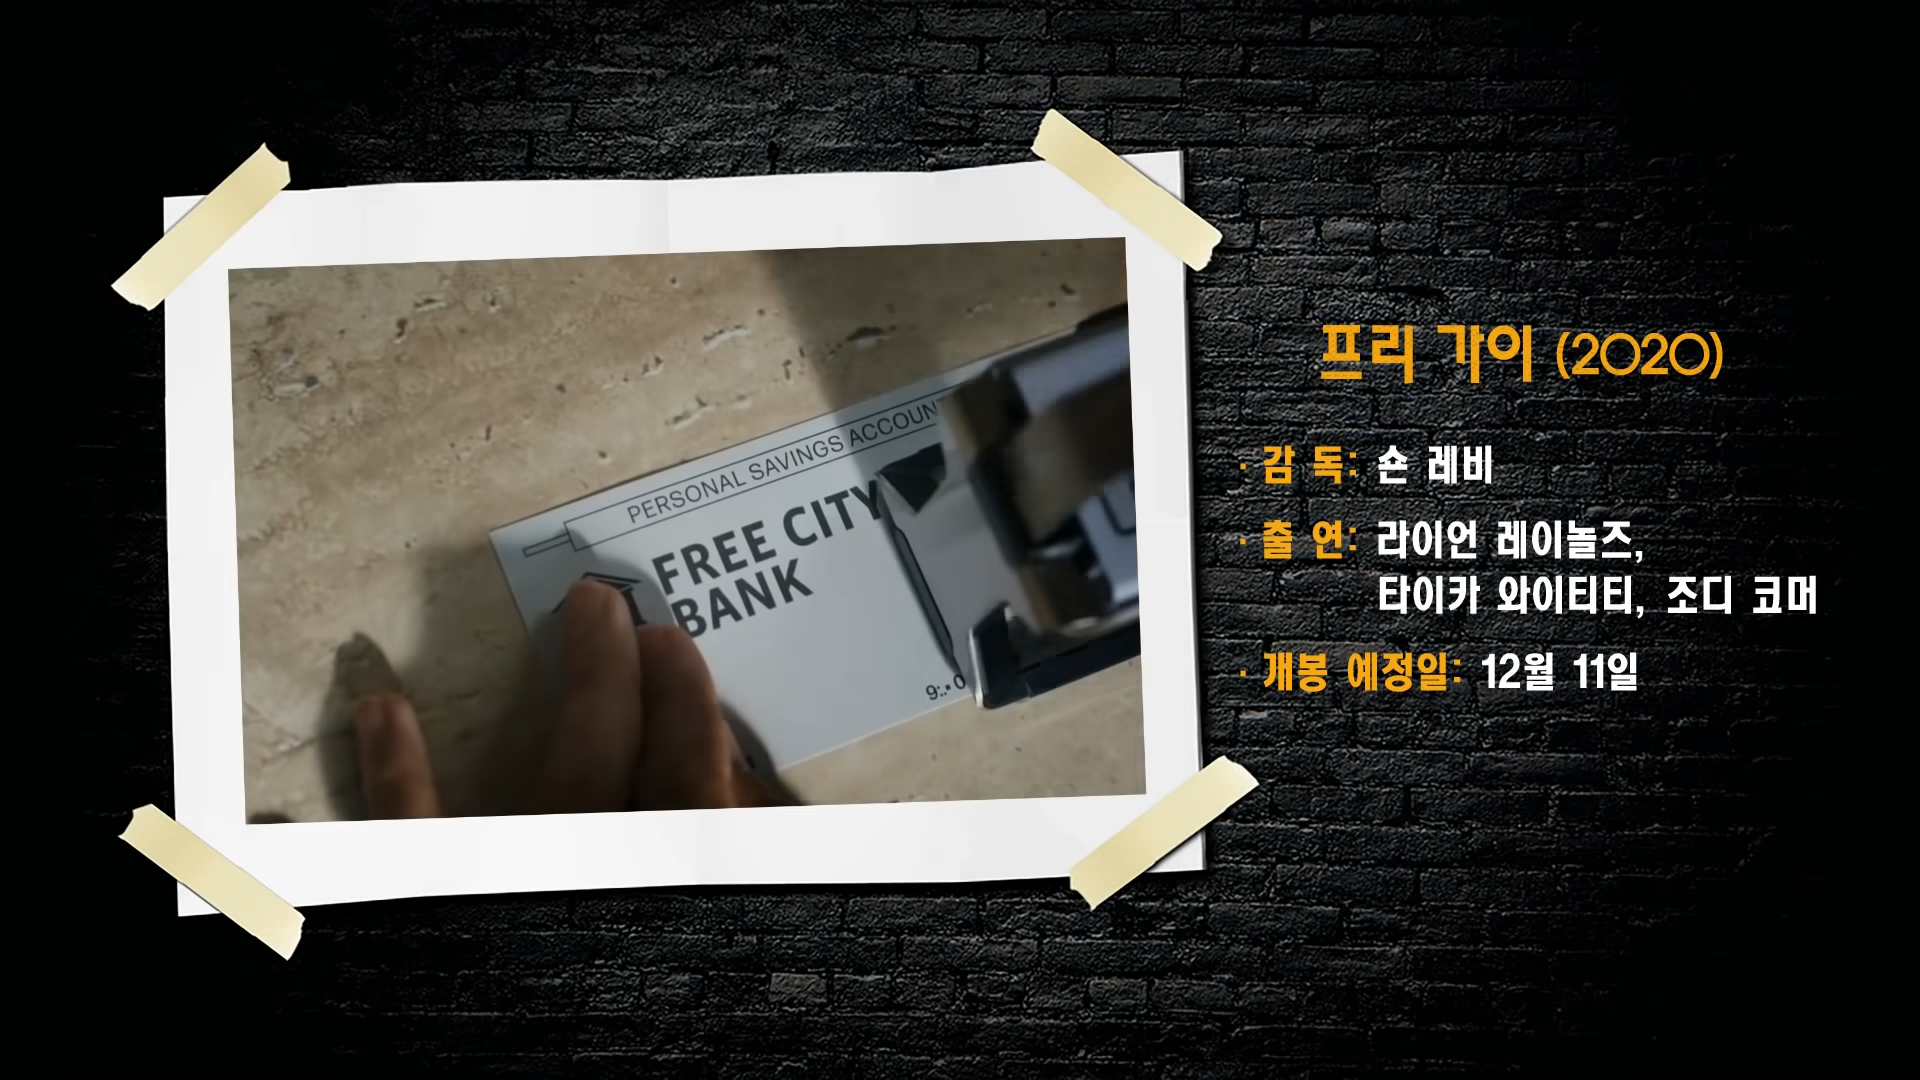 PERSONAL SAVINGS ACCOUNT
FREE CITY
BANK
프리 가이 (2020)
· 감 독: 숀 레비
· 출 연: 라이언 레이놀즈,
타이카 와이티티, 조디 코머
· 개봉 예정일: 12월 11일